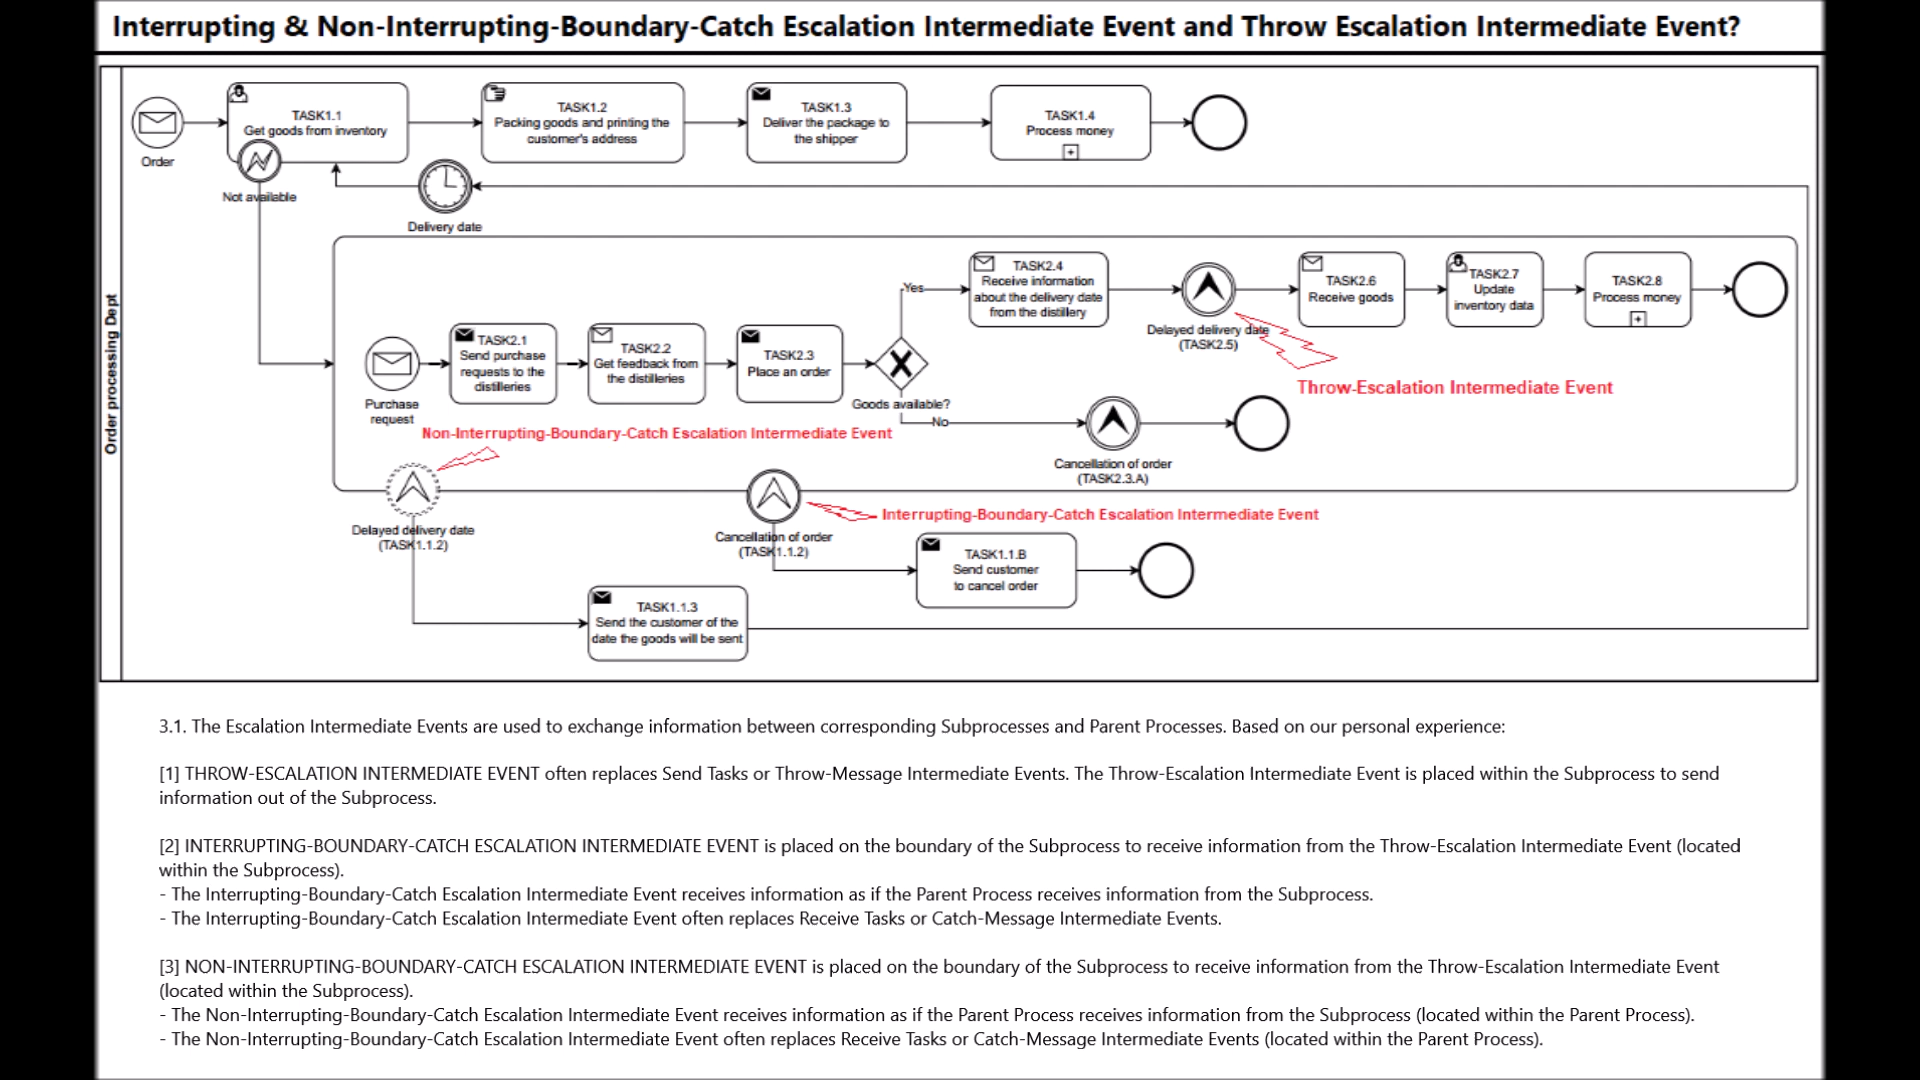 Interrupting & Non-Interrupting-Boundary-Catch Escalation Intermediate Event and Throw Escalation Intermediate Event?
Order processing Dept
Order
TASK1.1
Get goods from inventory
TASK1.2
Packing goods and printing the
customer's address
TASK1.3
Deliver the package to
the shipper
TASK1.4
Process money
Not available
Delivery date
Purchase
request
TASK2.1
Send purchase
requests to the
distilleries
TASK2.2
Get feedback from
the distilleries
TASK2.3
Place an order
Goods available?
Yes
No
TASK2.4
Receive information
about the delivery date
from the distillery
Delayed delivery date
(TASK2.5)
TASK2.6
Receive goods
TASK2.7
Update
inventory data
TASK2.8
Process money
Throw-Escalation Intermediate Event
Cancellation of order
(TASK2.3.A)
Non-Interrupting-Boundary-Catch Escalation Intermediate Event
Delayed delivery date
(TASK1.1.2)
Cancellation of order
(TASK1.1.2)
Interrupting-Boundary-Catch Escalation Intermediate Event
TASK1.1.B
Send customer
to cancel order
TASK1.1.3
Send the customer of the
date the goods will be sent
3.1. The Escalation Intermediate Events are used to exchange information between corresponding Subprocesses and Parent Processes. Based on our personal experience:
[1] THROW-ESCALATION INTERMEDIATE EVENT often replaces Send Tasks or Throw-Message Intermediate Events. The Throw-Escalation Intermediate Event is placed within the Subprocess to send
information out of the Subprocess.
[2] INTERRUPTING-BOUNDARY-CATCH ESCALATION INTERMEDIATE EVENT is placed on the boundary of the Subprocess to receive information from the Throw-Escalation Intermediate Event (located
within the Subprocess).
- The Interrupting-Boundary-Catch Escalation Intermediate Event receives information as if the Parent Process receives information from the Subprocess.
- The Interrupting-Boundary-Catch Escalation Intermediate Event often replaces Receive Tasks or Catch-Message Intermediate Events.
[3] NON-INTERRUPTING-BOUNDARY-CATCH ESCALATION INTERMEDIATE EVENT is placed on the boundary of the Subprocess to receive information from the Throw-Escalation Intermediate Event
(located within the Subprocess).
- The Non-Interrupting-Boundary-Catch Escalation Intermediate Event receives information as if the Parent Process receives information from the Subprocess (located within the Parent Process).
- The Non-Interrupting-Boundary-Catch Escalation Intermediate Event often replaces Receive Tasks or Catch-Message Intermediate Events (located within the Parent Process).